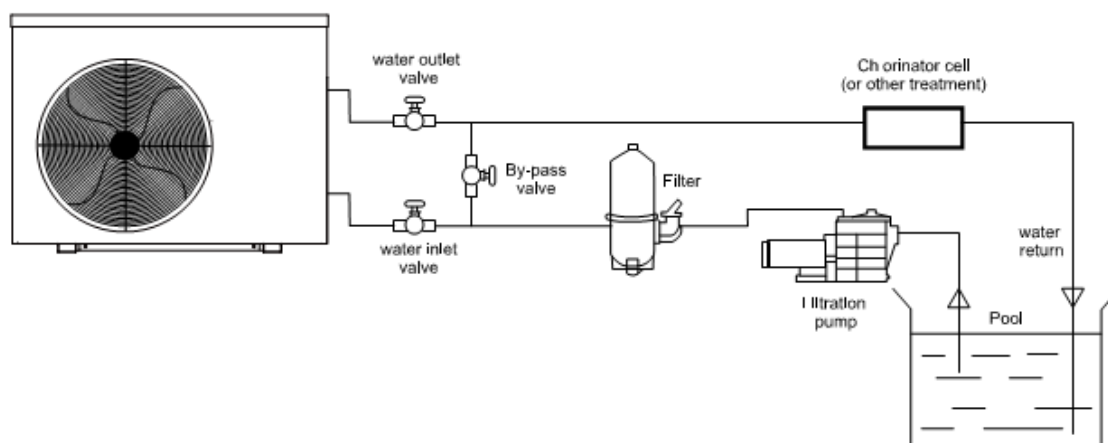 water outlet
valve
Ch orinator cell
(or other treatment)
By-pass
valve
Filter
water inlet
valve
water
return
I iltration
pump
Pool